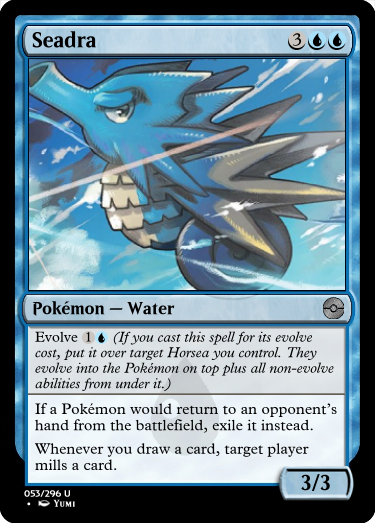 Seadra 3
Pokémon — Water
Evolve 1 (If you cast this spell for its evolve
cost, put it over target Horsea you control. They
evolve into the Pokémon on top plus all non-evolve
abilities from under it.)
If a Pokémon would return to an opponent's
hand from the battlefield, exile it instead.
Whenever you draw a card, target player
mills a card.
3/3
053/296 U
• Yumi